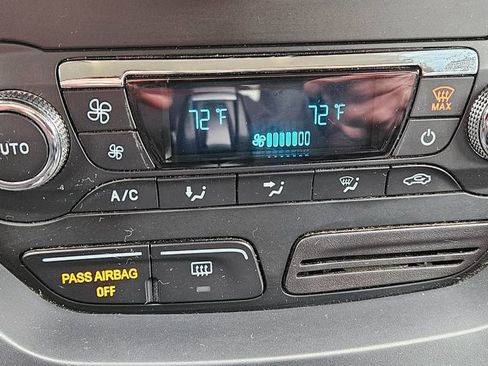 72 °F 72 °F
MAX
AUTO
A/C
PASS AIRBAG
OFF